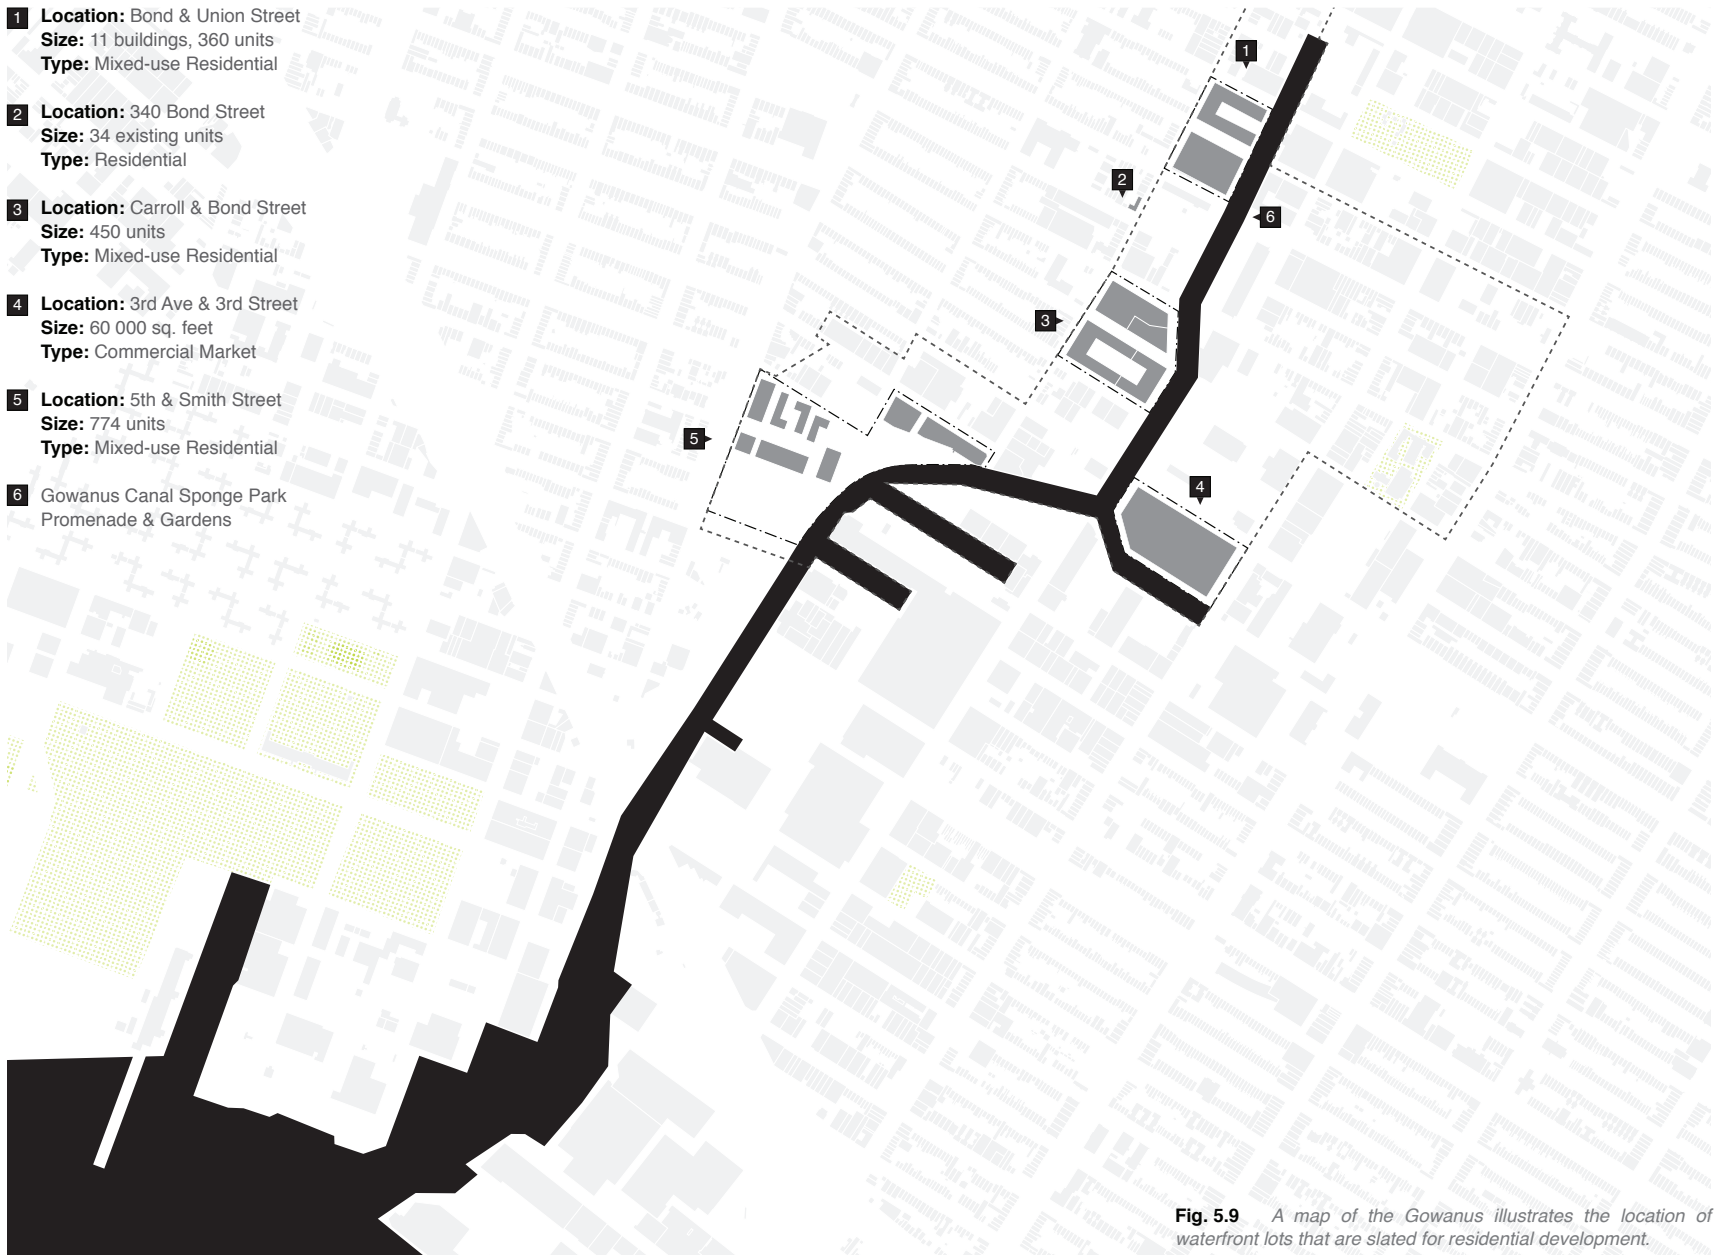 1 Location: Bond & Union Street
Size: 11 buildings, 360 units
Type: Mixed-use Residential
2 Location: 340 Bond Street
Size: 34 existing units
Type: Residential
3 Location: Carroll & Bond Street
Size: 450 units
Type: Mixed-use Residential
4 Location: 3rd Ave & 3rd Street
Size: 60 000 sq. feet
Type: Commercial Market
5 Location: 5th & Smith Street
Size: 774 units
Type: Mixed-use Residential
6 Gowanus Canal Sponge Park
Promenade & Gardens
1
2
6
3
5
4
Fig. 5.9 A map of the Gowanus illustrates the location of
waterfront lots that are slated for residential development.